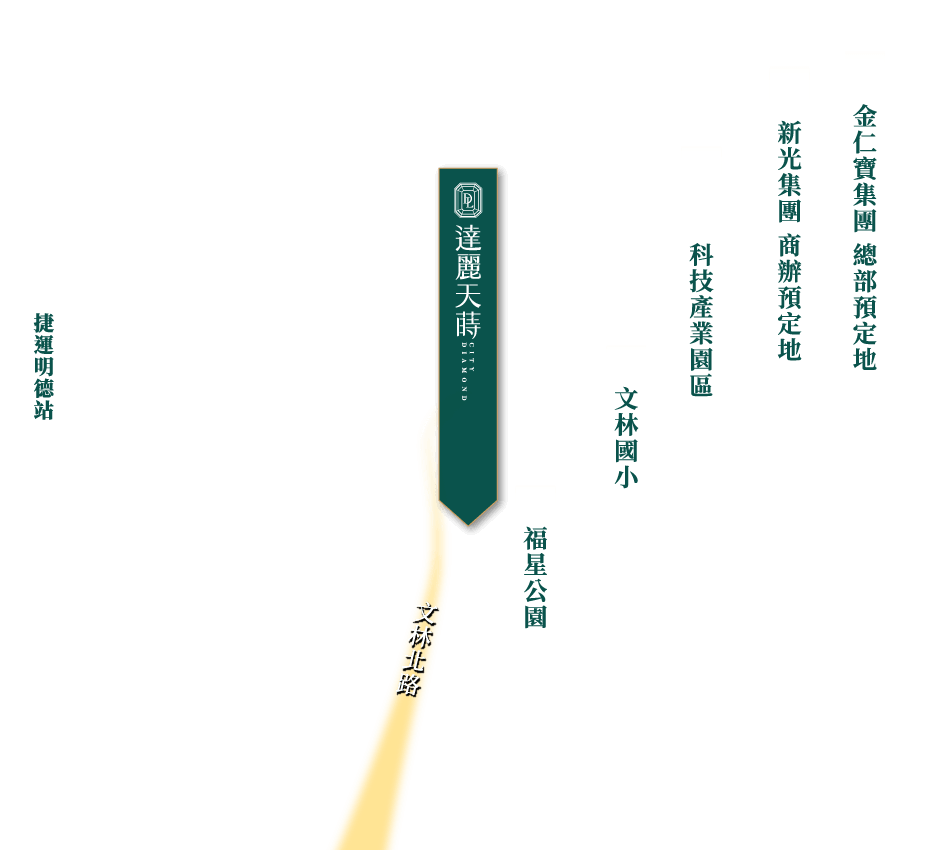 金仁寶集團 總部預定地
新光集團 商辦預定地
科技產業園區
文林國小
福星公園
DL
達麗天蒔
CITY
DIAMOND
文林北路
捷運明德站